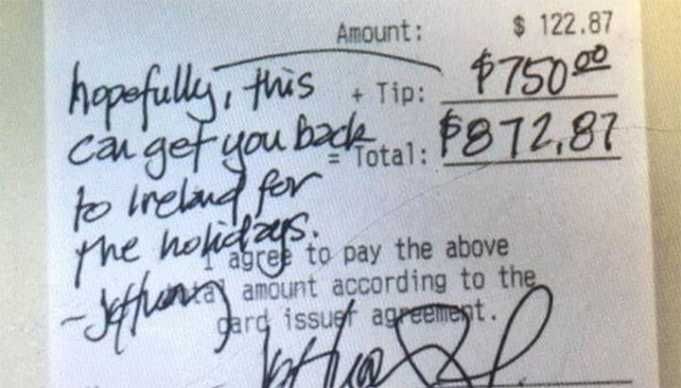 Amount: $ 122.87
hopefully, this
+ Tip: $750.00
can get you back
= Total: $872.87
to Ireland for
the holidays.
I agree to pay the above
total amount according to the
card issuer agreement.